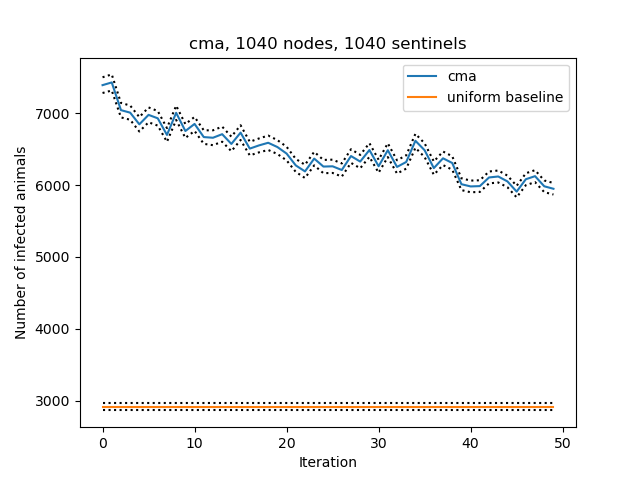 cma, 1040 nodes, 1040 sentinels
cma
uniform baseline
Number of infected animals
7000
6000
5000
4000
3000
0 10 20 30 40 50
Iteration